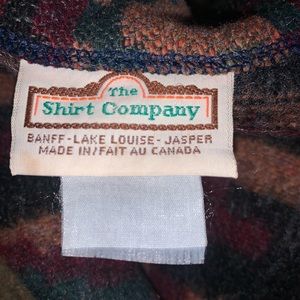 The
Shirt Company
BANFF-LAKE LOUISE-JASPER
MADE IN/FAIT AU CANADA